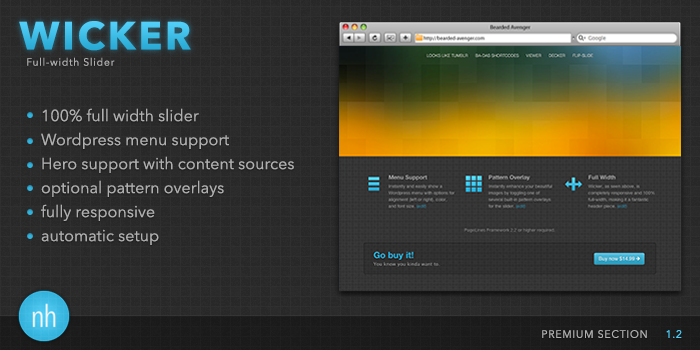 WICKER
Full-width Slider
100% full width slider
Wordpress menu support
Hero support with content sources
optional pattern overlays
fully responsive
automatic setup
nh
Bearded Avenger
http://bearded-avenger.com
Google
LOOKS LIKE TUMBLR BA-DAS SHORTCODES VIEWER DECKER FLIP-SLIDE
Menu Support
Instantly and easily show a
Wordpress menu with options for
alignment (left or right), color,
and font size.
Pattern Overlay
Instantly enhance your beautiful
images by toggling one of
several built-in pattern overlays
for the slider.
Full Width
Wicker, as seen above, is
completely responsive and 100%
full-width, making it a fantastic
header piece.
PageLines Framework 2.2 or higher required.
Go buy it!
You know you kinda want to.
Buy now $14.99
PREMIUM SECTION 1.2